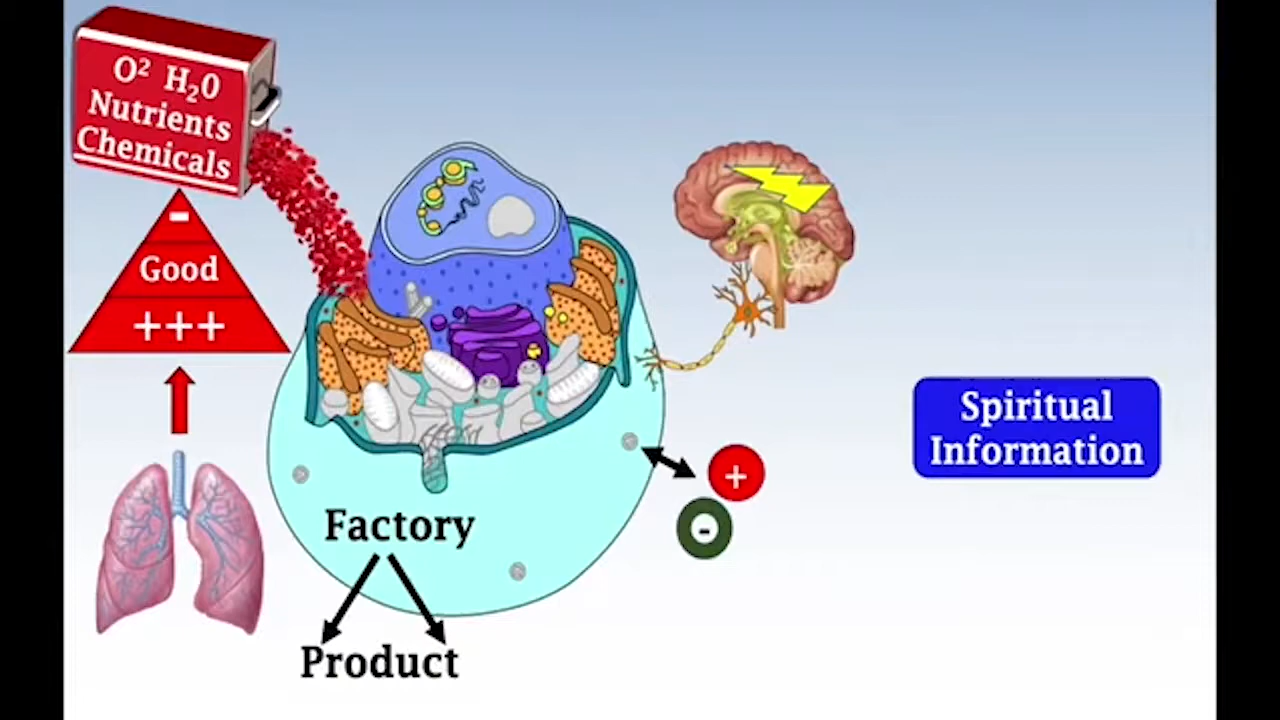 O² H₂0
Nutrients
Chemicals
-
Good
+++
Factory
Product
+
-
Spiritual
Information